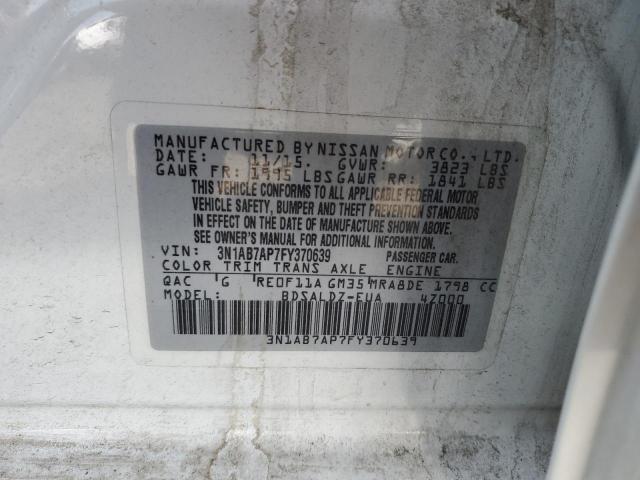 MANUFACTURED BY NISSAN MOTOR CO., LTD.
DATE: 11/15. GVWR: 3823 LBS
GAWR FR: 1995 LBS GAWR RR: 1841 LBS
THIS VEHICLE CONFORMS TO ALL APPLICABLE FEDERAL MOTOR
VEHICLE SAFETY, BUMPER AND THEFT PREVENTION STANDARDS
IN EFFECT ON THE DATE OF MANUFACTURE SHOWN ABOVE.
SEE OWNER'S MANUAL FOR ADDITIONAL INFORMATION.
VIN: 3N1AB7AP7FY370639 PASSENGER CAR.
COLOR TRIM TRANS AXLE ENGINE
QAC G RE0F11A GM35 MRA8DE 1798 CC
MODEL: BDSALDZ-EUA 4Z000
3N1AB7AP7FY370639